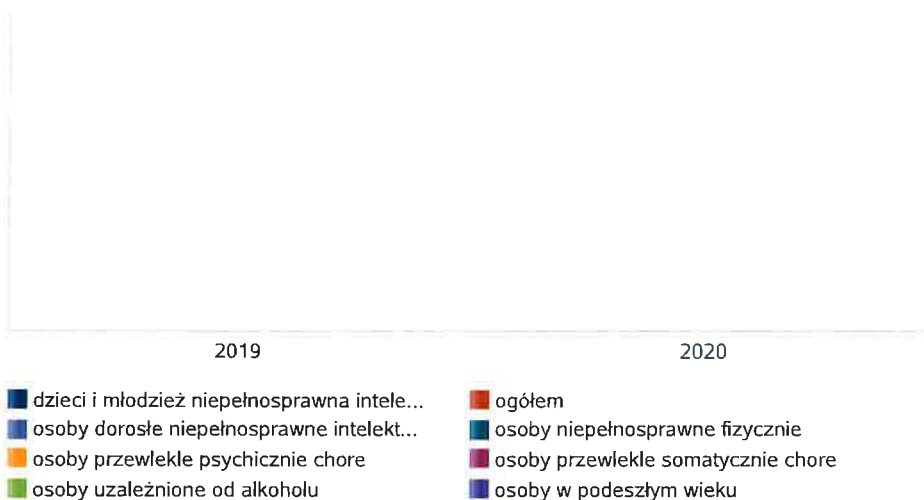 2019 2020
dzieci i młodzież niepełnosprawna intele... ogółem
osoby dorosłe niepełnosprawne intelekt... osoby niepełnosprawne fizycznie
osoby przewlekle psychicznie chore osoby przewlekle somatycznie chore
osoby uzależnione od alkoholu osoby w podeszłym wieku